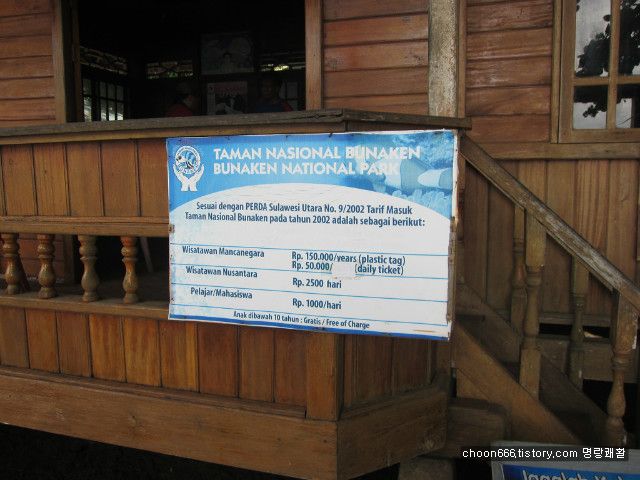 TAMAN NASIONAL BUNAKEN
BUNAKEN NATIONAL PARK
Sesuai dengan PERDA Sulawesi Utara No. 9/2002 Tarif Masuk
Taman Nasional Bunaken pada tahun 2002 adalah sebagai berikut:
Wisatawan Mancanegara Rp. 150.000/years (plastic tag)
Rp. 50.000/ (daily ticket)
Wisatawan Nusantara Rp. 2500 hari
Pelajar/Mahasiswa Rp. 1000/hari
Anak dibawah 10 tahun : Gratis / Free of Charge
choon666.tistory.com 명랑쾌활